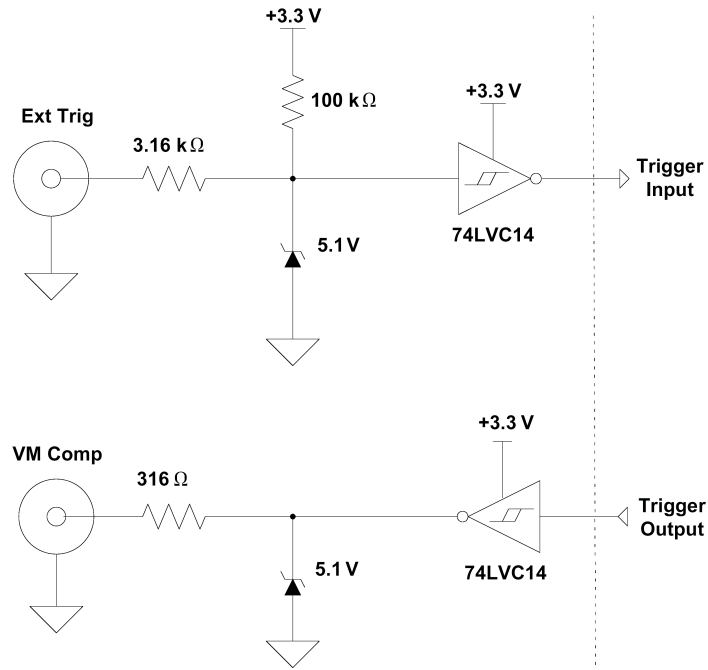 +3.3 V
100 kΩ
+3.3 V
Ext Trig
3.16 kΩ
Trigger
Input
74LVC14
5.1 V
+3.3 V
VM Comp
316 Ω
Trigger
Output
5.1 V
74LVC14